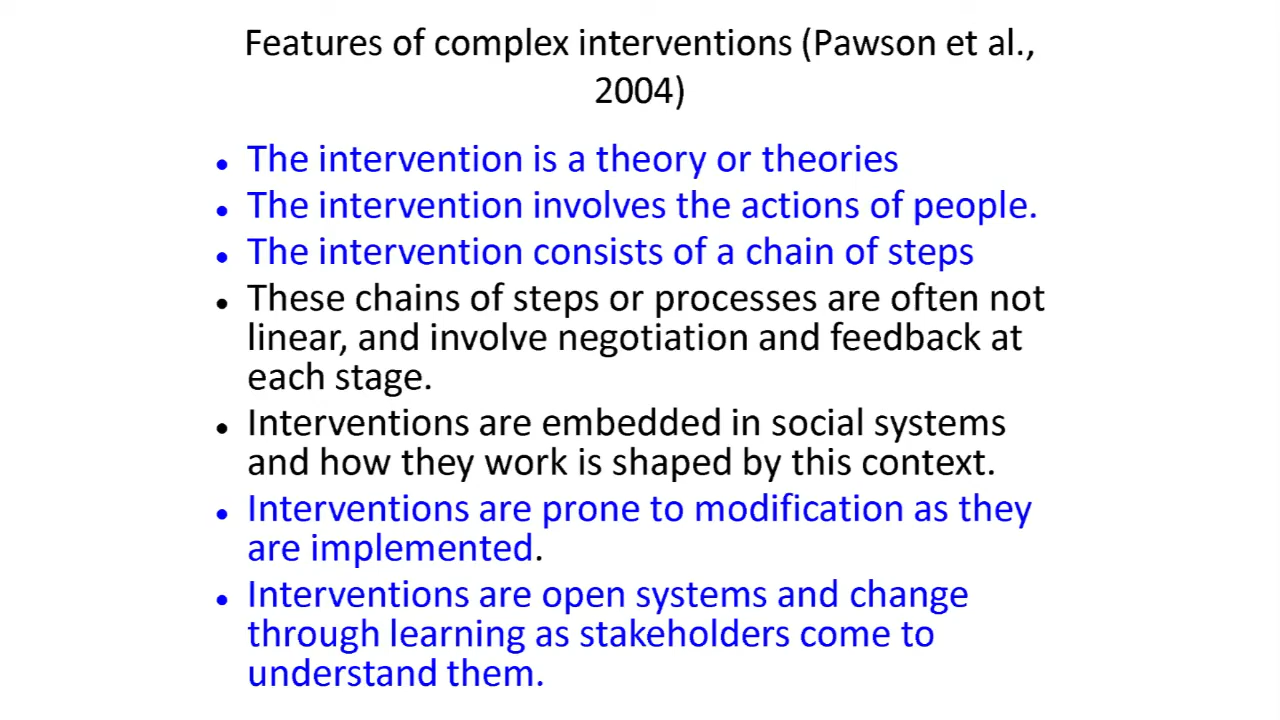 Features of complex interventions (Pawson et al.,
2004)
• The intervention is a theory or theories
• The intervention involves the actions of people.
• The intervention consists of a chain of steps
• These chains of steps or processes are often not
linear, and involve negotiation and feedback at
each stage.
• Interventions are embedded in social systems
and how they work is shaped by this context.
• Interventions are prone to modification as they
are implemented.
• Interventions are open systems and change
through learning as stakeholders come to
understand them.